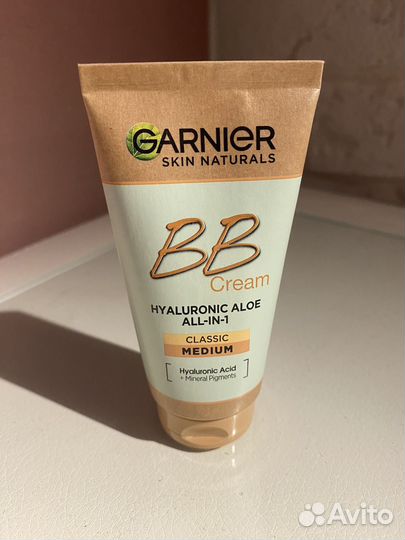 GARNIER
SKIN NATURALS
BB
Cream
HYALURONIC ALOE
ALL-IN-1
CLASSIC
MEDIUM
Hyaluronic Acid
+ Mineral Pigments
Avito